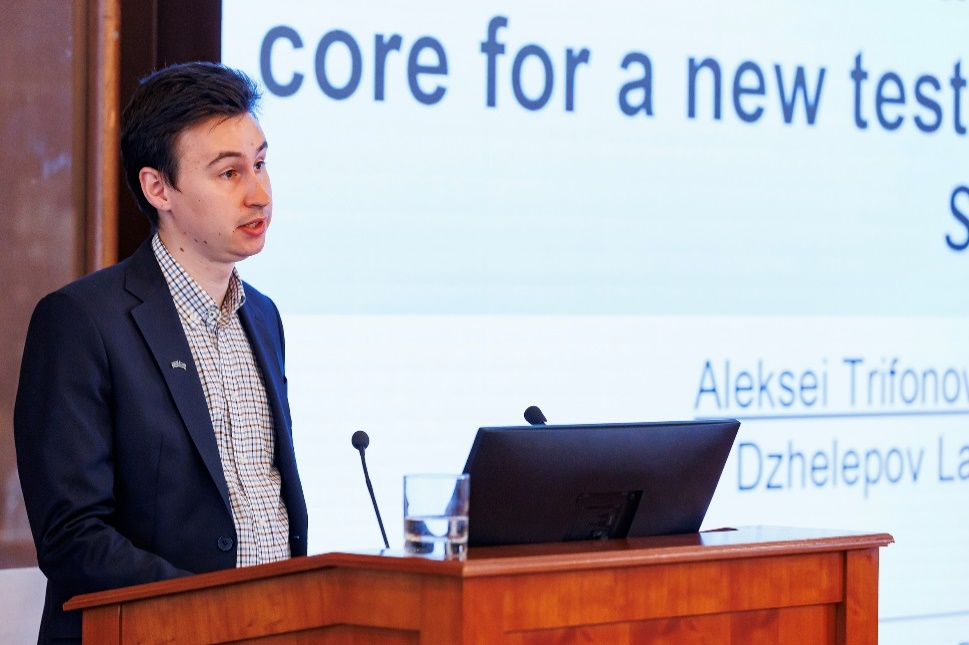 core for a new test
S
Aleksei Trifonov
Dzhelepov La